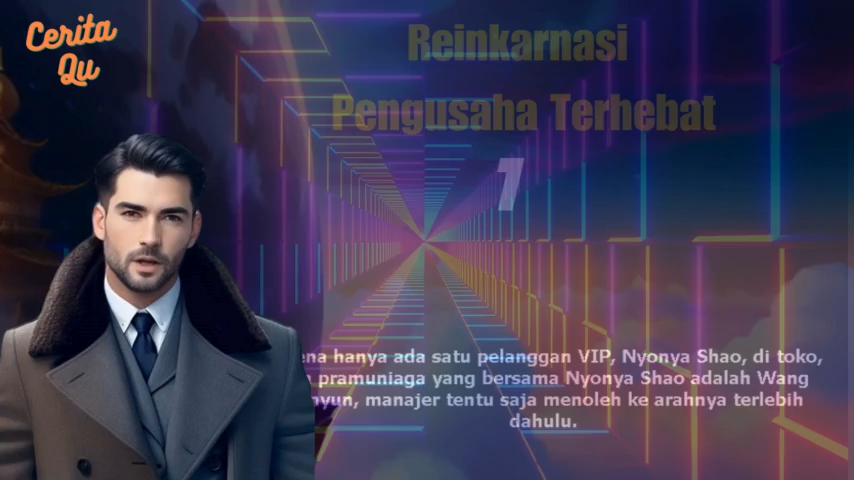 Cerita
Qu
Reinkarnasi
Pengusaha Terhebat
1
hanya ada satu pelanggan VIP, Nyonya Shao, di toko,
pramuniaga yang bersama Nyonya Shao adalah Wang
manajer tentu saja menoleh ke arahnya terlebih
dahulu.